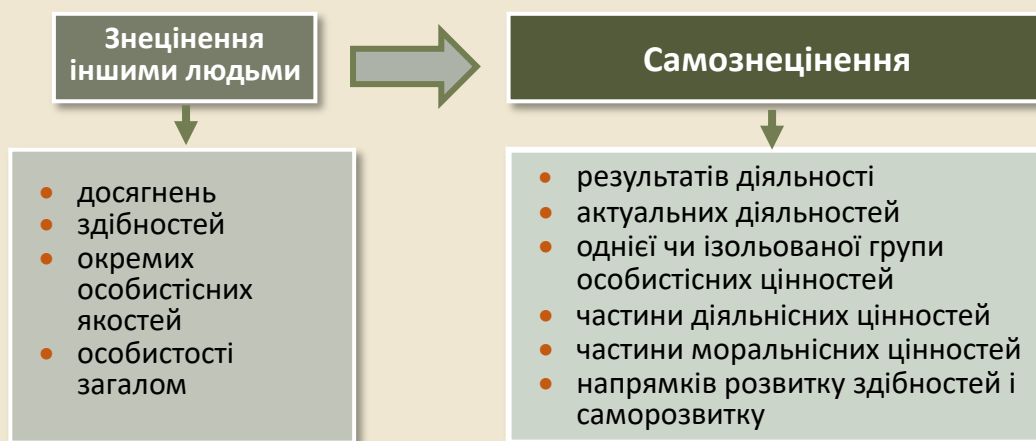 Знецінення
іншими людьми
Самознецінення
• досягнень
• здібностей
• окремих
особистісних
якостей
• особистості
загалом
• результатів діяльності
• актуальних діяльностей
• однієї чи ізольованої групи
особистісних цінностей
• частини діяльнісних цінностей
• частини моральнісних цінностей
• напрямків розвитку здібностей і
саморозвитку